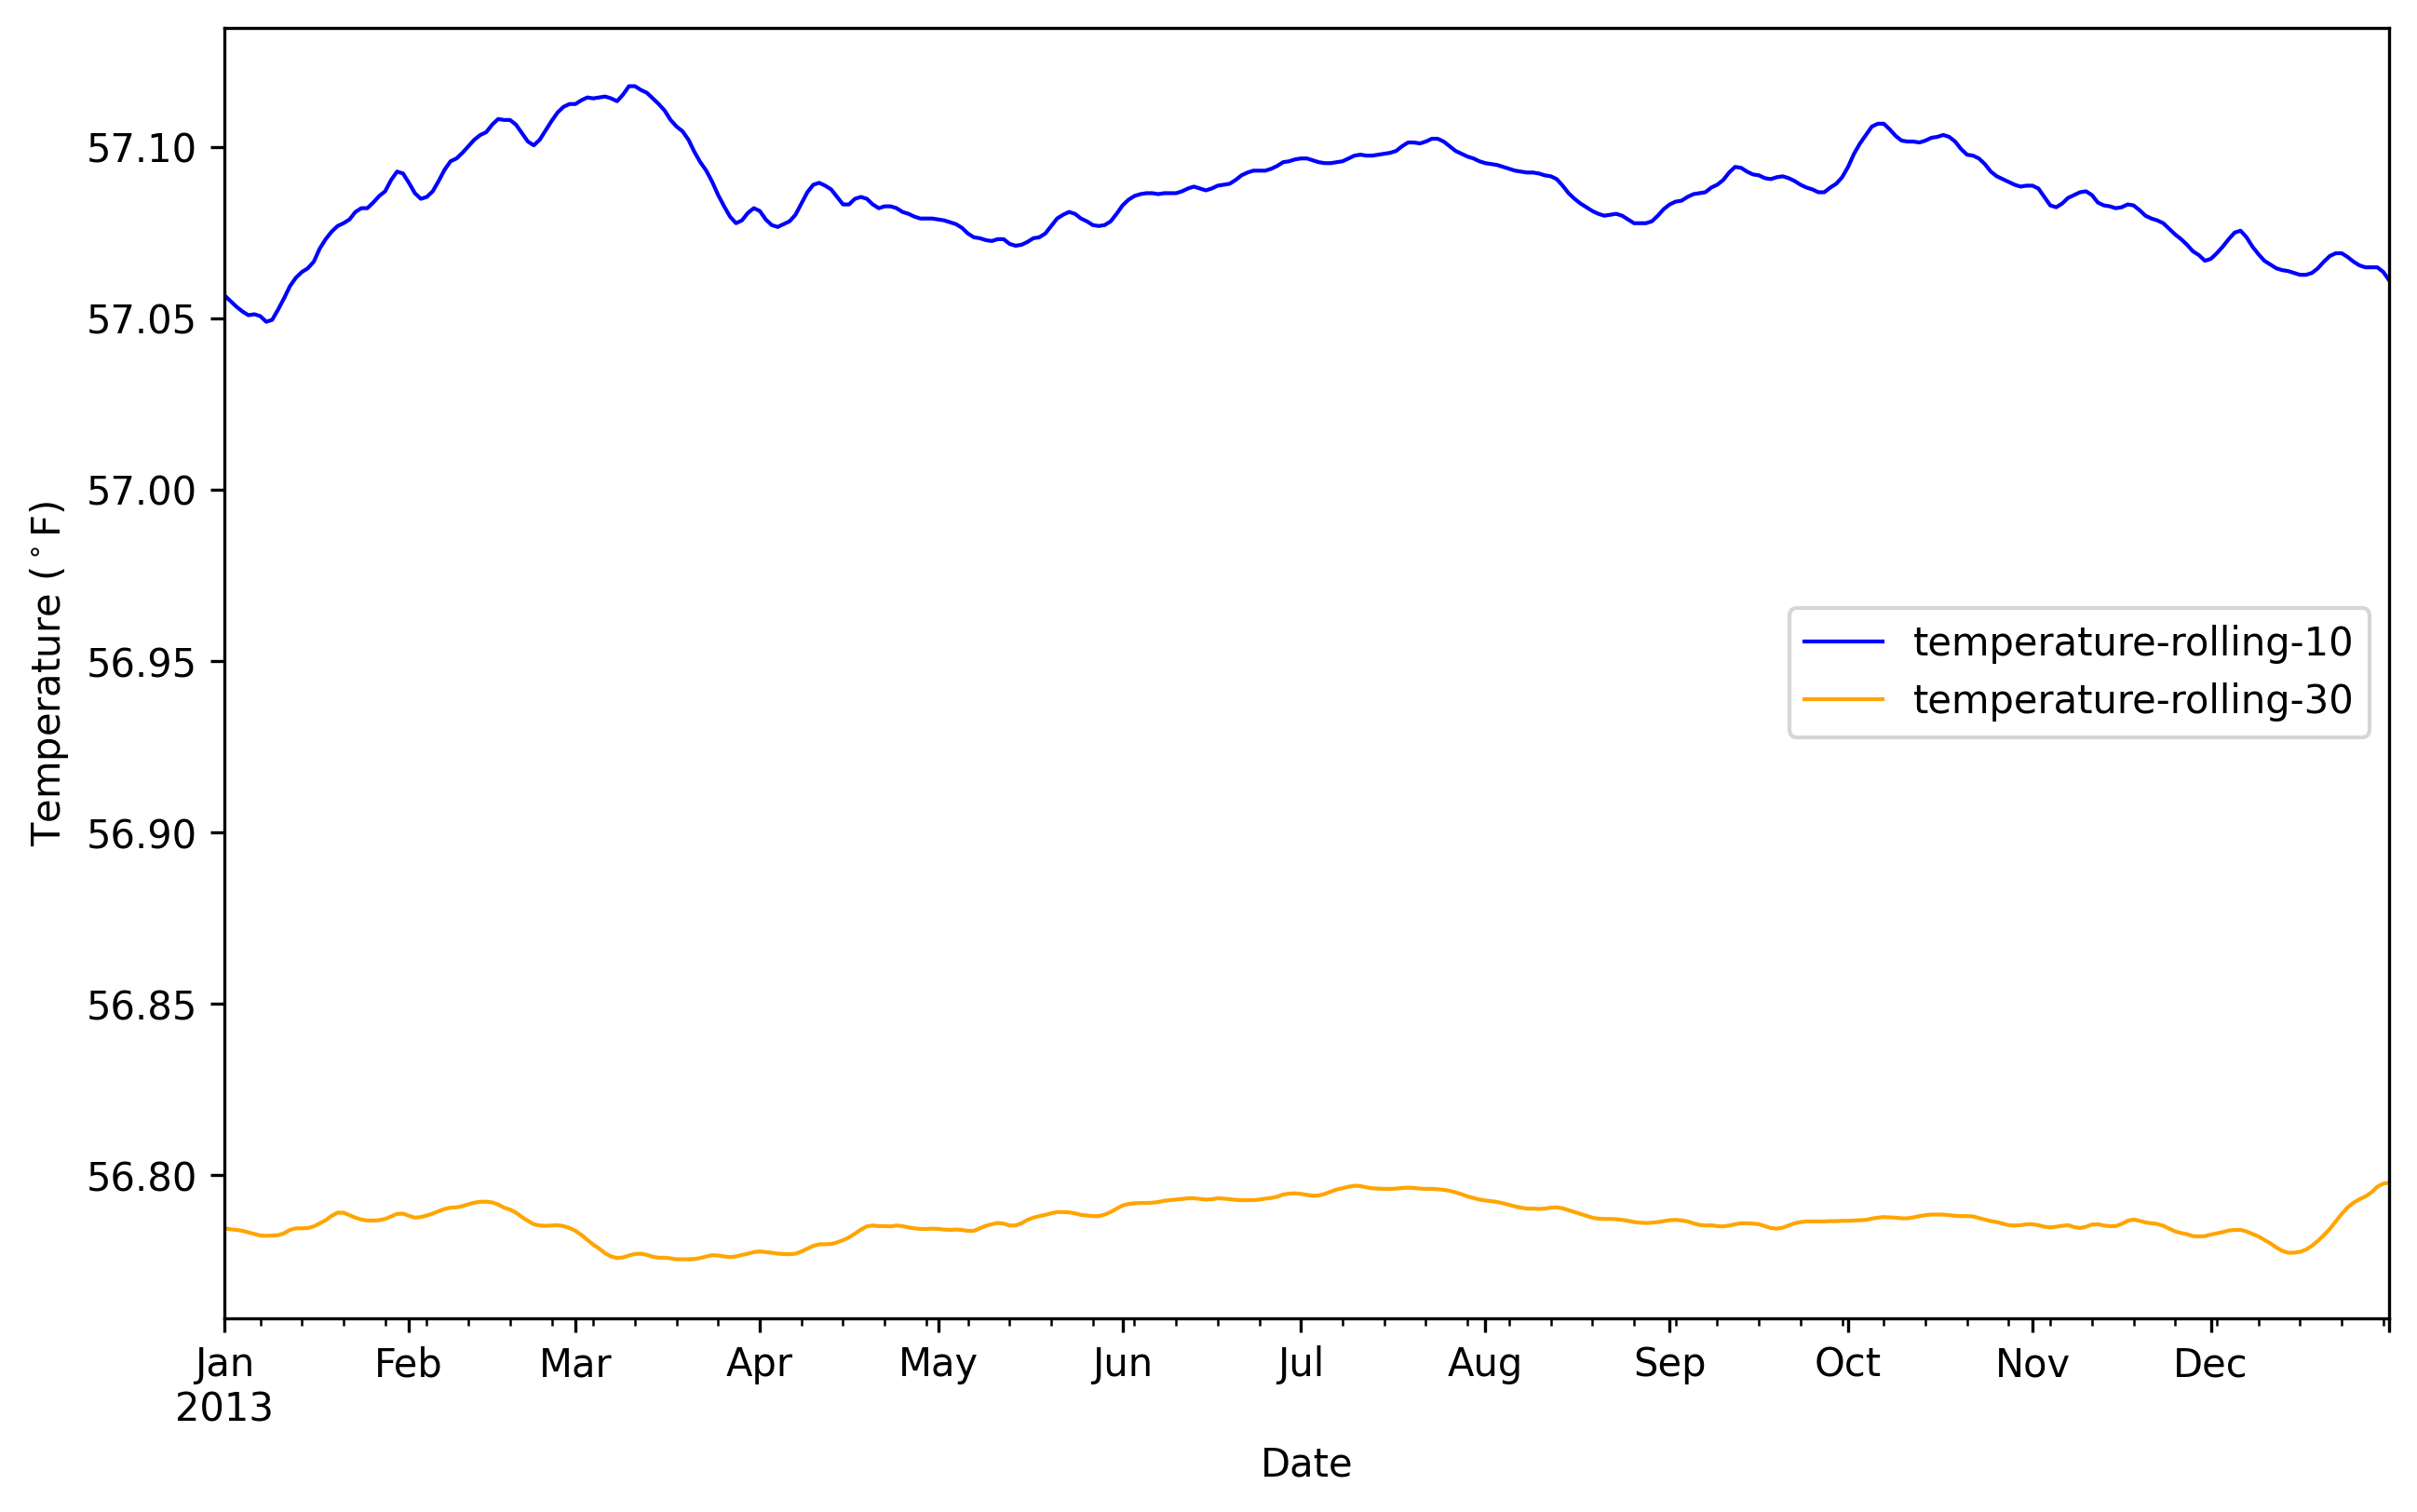 57.10
57.05
57.00
56.95
56.90
56.85
56.80
Temperature (°F)
temperature-rolling-10
temperature-rolling-30
Jan Feb Mar Apr May Jun Jul Aug Sep Oct Nov Dec
2013
Date